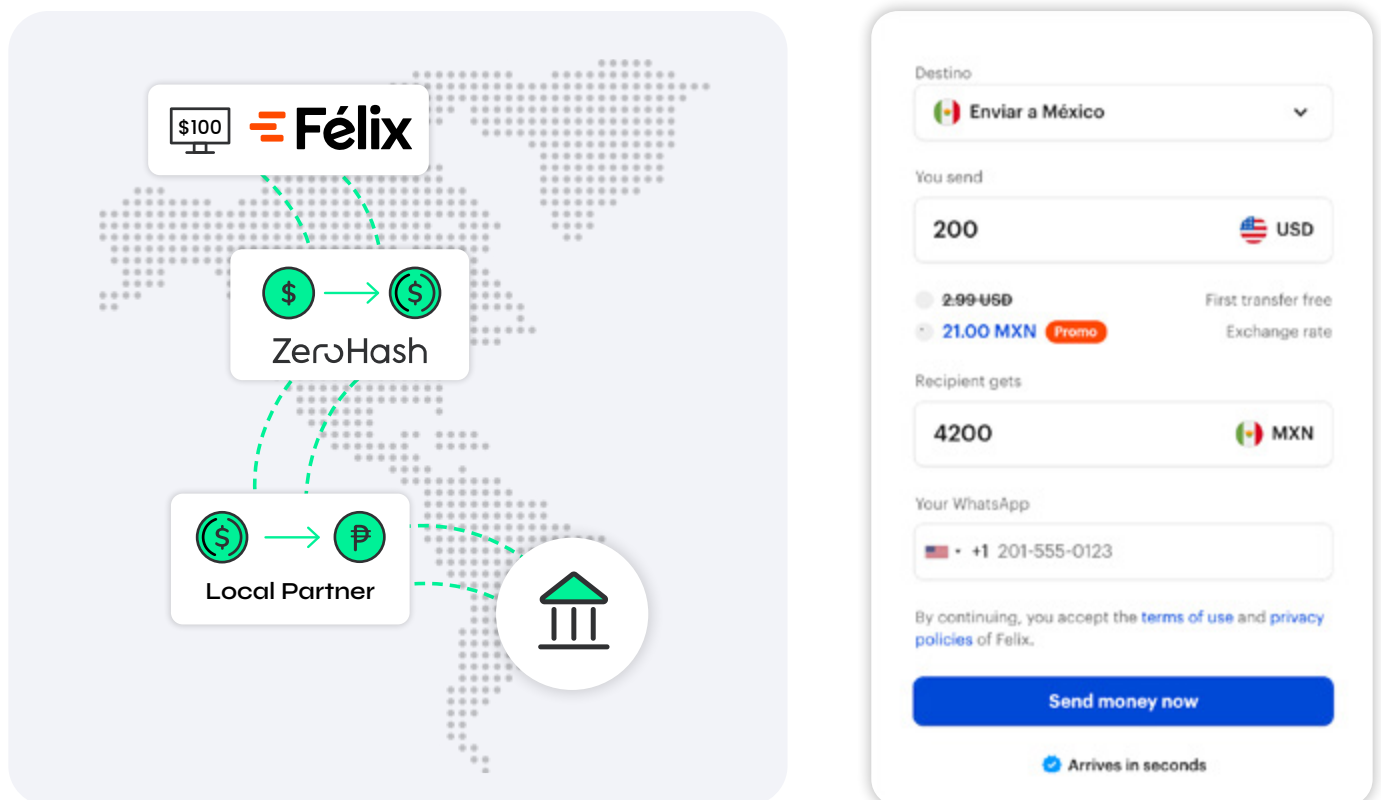 $100 Félix
$ $
ZeroHash
$ ₱
Local Partner
Destino
Enviar a México
You send
200 USD
2.99 USD First transfer free
21.00 MXN Promo Exchange rate
Recipient gets
4200 MXN
Your WhatsApp
+1 201-555-0123
By continuing, you accept the terms of use and privacy
policies of Felix.
Send money now
Arrives in seconds